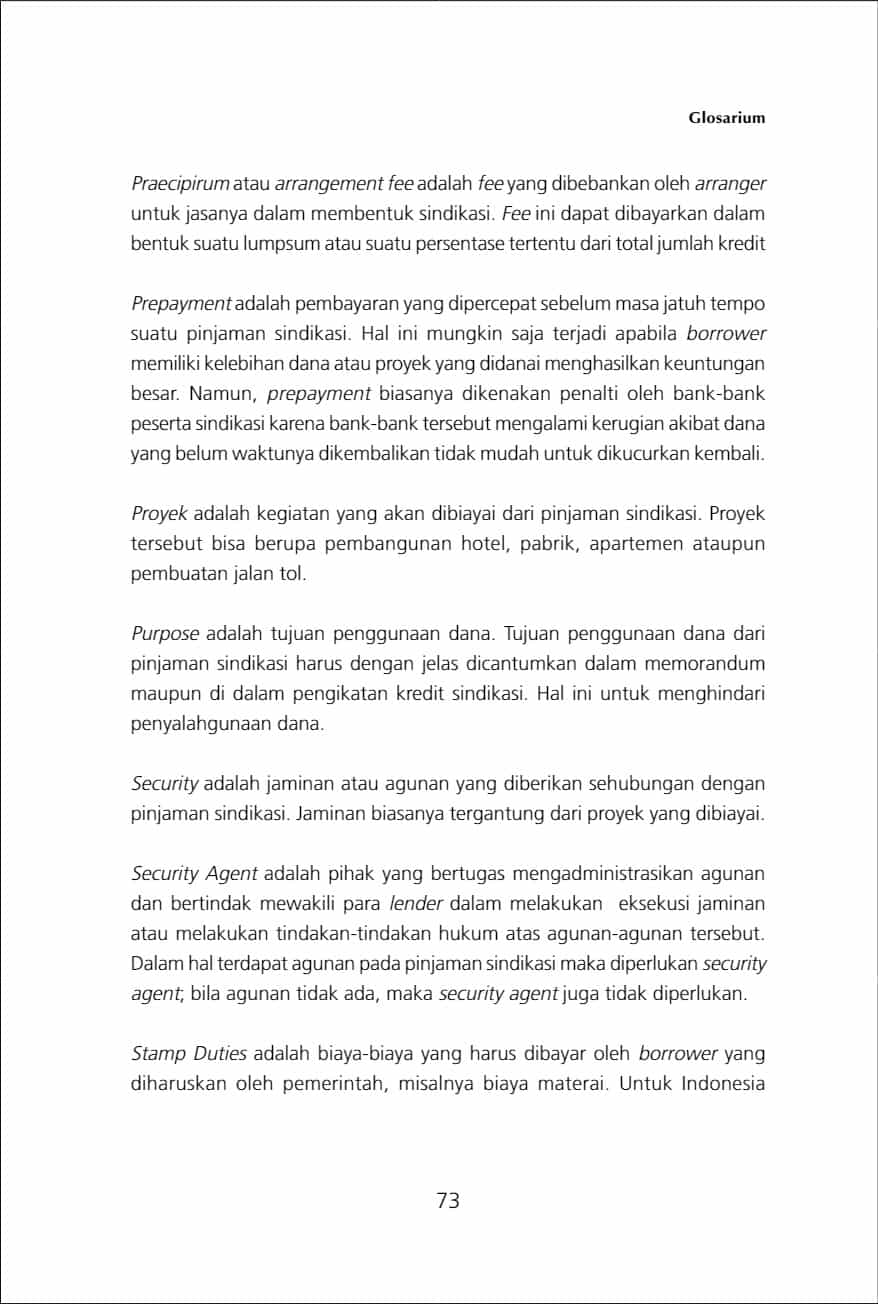 Glosarium
Praecipirum atau arrangement fee adalah fee yang dibebankan oleh arranger
untuk jasanya dalam membentuk sindikasi. Fee ini dapat dibayarkan dalam
bentuk suatu lumpsum atau suatu persentase tertentu dari total jumlah kredit
Prepayment adalah pembayaran yang dipercepat sebelum masa jatuh tempo
suatu pinjaman sindikasi. Hal ini mungkin saja terjadi apabila borrower
memiliki kelebihan dana atau proyek yang didanai menghasilkan keuntungan
besar. Namun, prepayment biasanya dikenakan penalti oleh bank-bank
peserta sindikasi karena bank-bank tersebut mengalami kerugian akibat dana
yang belum waktunya dikembalikan tidak mudah untuk dikucurkan kembali.
Proyek adalah kegiatan yang akan dibiayai dari pinjaman sindikasi. Proyek
tersebut bisa berupa pembangunan hotel, pabrik, apartemen ataupun
pembuatan jalan tol.
Purpose adalah tujuan penggunaan dana. Tujuan penggunaan dana dari
pinjaman sindikasi harus dengan jelas dicantumkan dalam memorandum
maupun di dalam pengikatan kredit sindikasi. Hal ini untuk menghindari
penyalahgunaan dana.
Security adalah jaminan atau agunan yang diberikan sehubungan dengan
pinjaman sindikasi. Jaminan biasanya tergantung dari proyek yang dibiayai.
Security Agent adalah pihak yang bertugas mengadministrasikan agunan
dan bertindak mewakili para lender dalam melakukan eksekusi jaminan
atau melakukan tindakan-tindakan hukum atas agunan-agunan tersebut.
Dalam hal terdapat agunan pada pinjaman sindikasi maka diperlukan security
agent; bila agunan tidak ada, maka security agent juga tidak diperlukan.
Stamp Duties adalah biaya-biaya yang harus dibayar oleh borrower yang
diharuskan oleh pemerintah, misalnya biaya materai. Untuk Indonesia
73